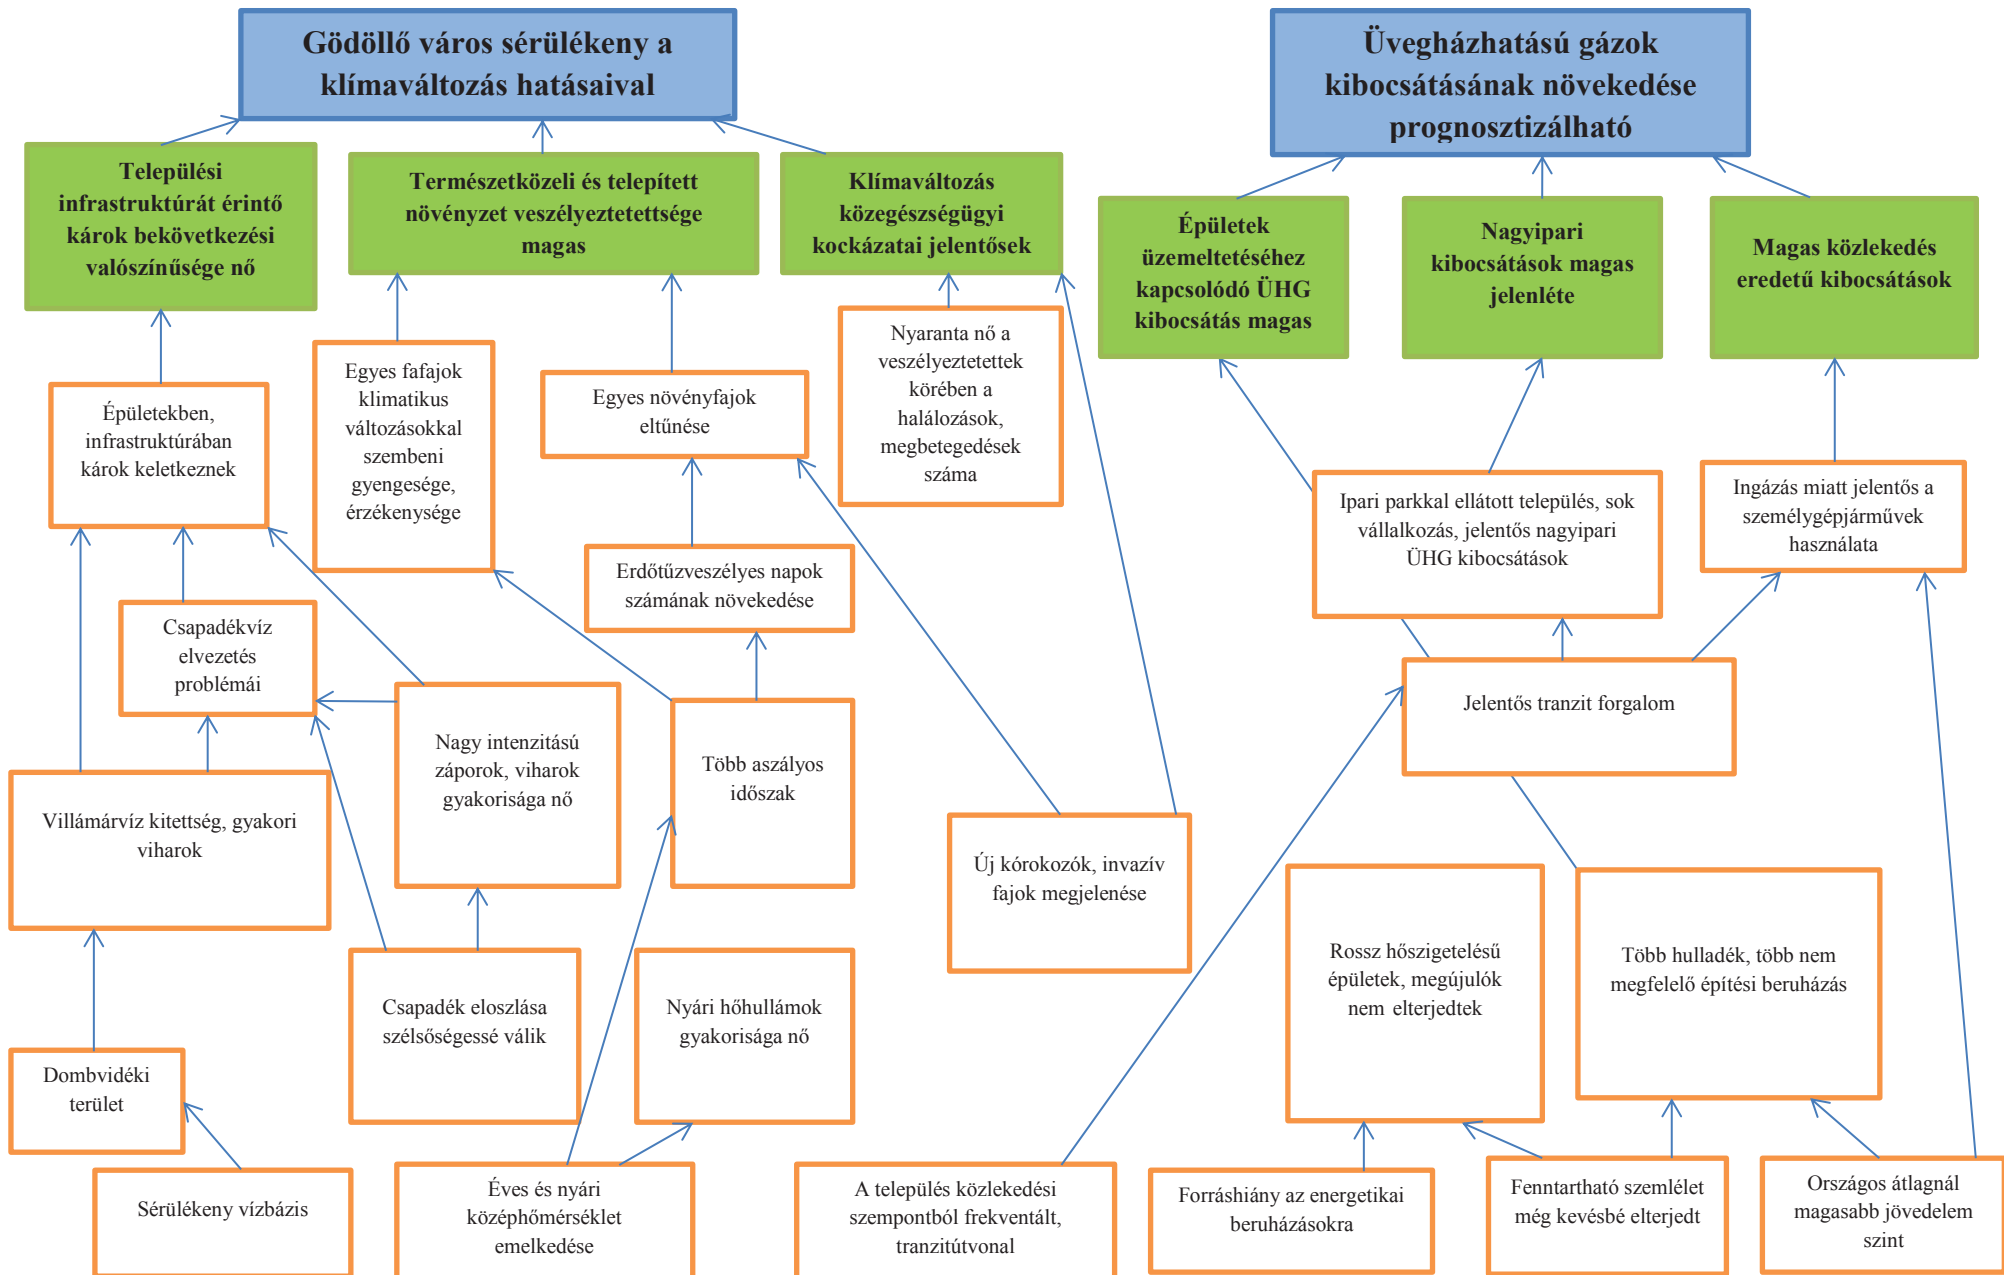 Gödöllő város sérülékeny a
klímaváltozás hatásaival
Üvegházhatású gázok
kibocsátásának növekedése
prognosztizálható
Települési
infrastruktúrát érintő
károk bekövetkezési
valószínűsége nő
Természetközeli és telepített
növényzet veszélyeztetettsége
magas
Klímaváltozás
közegészségügyi
kockázatai jelentősek
Épületek
üzemeltetéséhez
kapcsolódó ÜHG
kibocsátás magas
Nagyipari
kibocsátások magas
jelenléte
Magas közlekedés
eredetű kibocsátások
Épületekben,
infrastruktúrában
károk keletkeznek
Egyes fafajok
klimatikus
változásokkal
szembeni
gyengesége,
érzékenysége
Egyes növényfajok
eltűnése
Nyaranta nő a
veszélyeztetettek
körében a
halálozások,
megbetegedések
száma
Ipari parkkal ellátott település, sok
vállalkozás, jelentős nagyipari
ÜHG kibocsátások
Ingázás miatt jelentős a
személygépjárművek
használata
Erdőtűzveszélyes napok
számának növekedése
Csapadékvíz
elvezetés
problémái
Nagy intenzitású
záporok, viharok
gyakorisága nő
Több aszályos
időszak
Jelentős tranzit forgalom
Villámárvíz kitettség, gyakori
viharok
Új kórokozók, invazív
fajok megjelenése
Rossz hőszigetelésű
épületek, megújulók
nem elterjedtek
Több hulladék, több nem
megfelelő építési beruházás
Csapadék eloszlása
szélsőségessé válik
Nyári hőhullámok
gyakorisága nő
Dombvidéki
terület
Sérülékeny vízbázis
Éves és nyári
középhőmérséklet
emelkedése
A település közlekedési
szempontból frekventált,
tranzitútvonal
Forráshiány az energetikai
beruházásokra
Fenntartható szemlélet
még kevésbé elterjedt
Országos átlagnál
magasabb jövedelem
szint